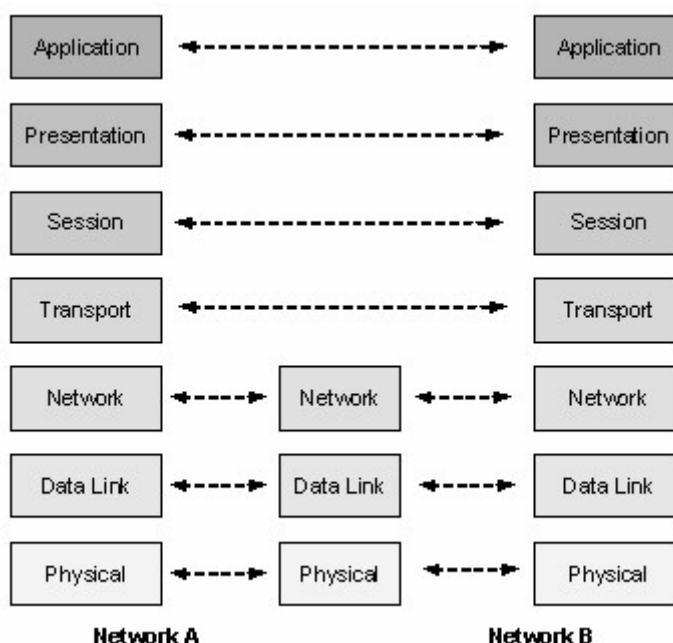 Application Application
Presentation Presentation
Session Session
Transport Transport
Network Network Network
Data Link Data Link Data Link
Physical Physical Physical
Network A Network B